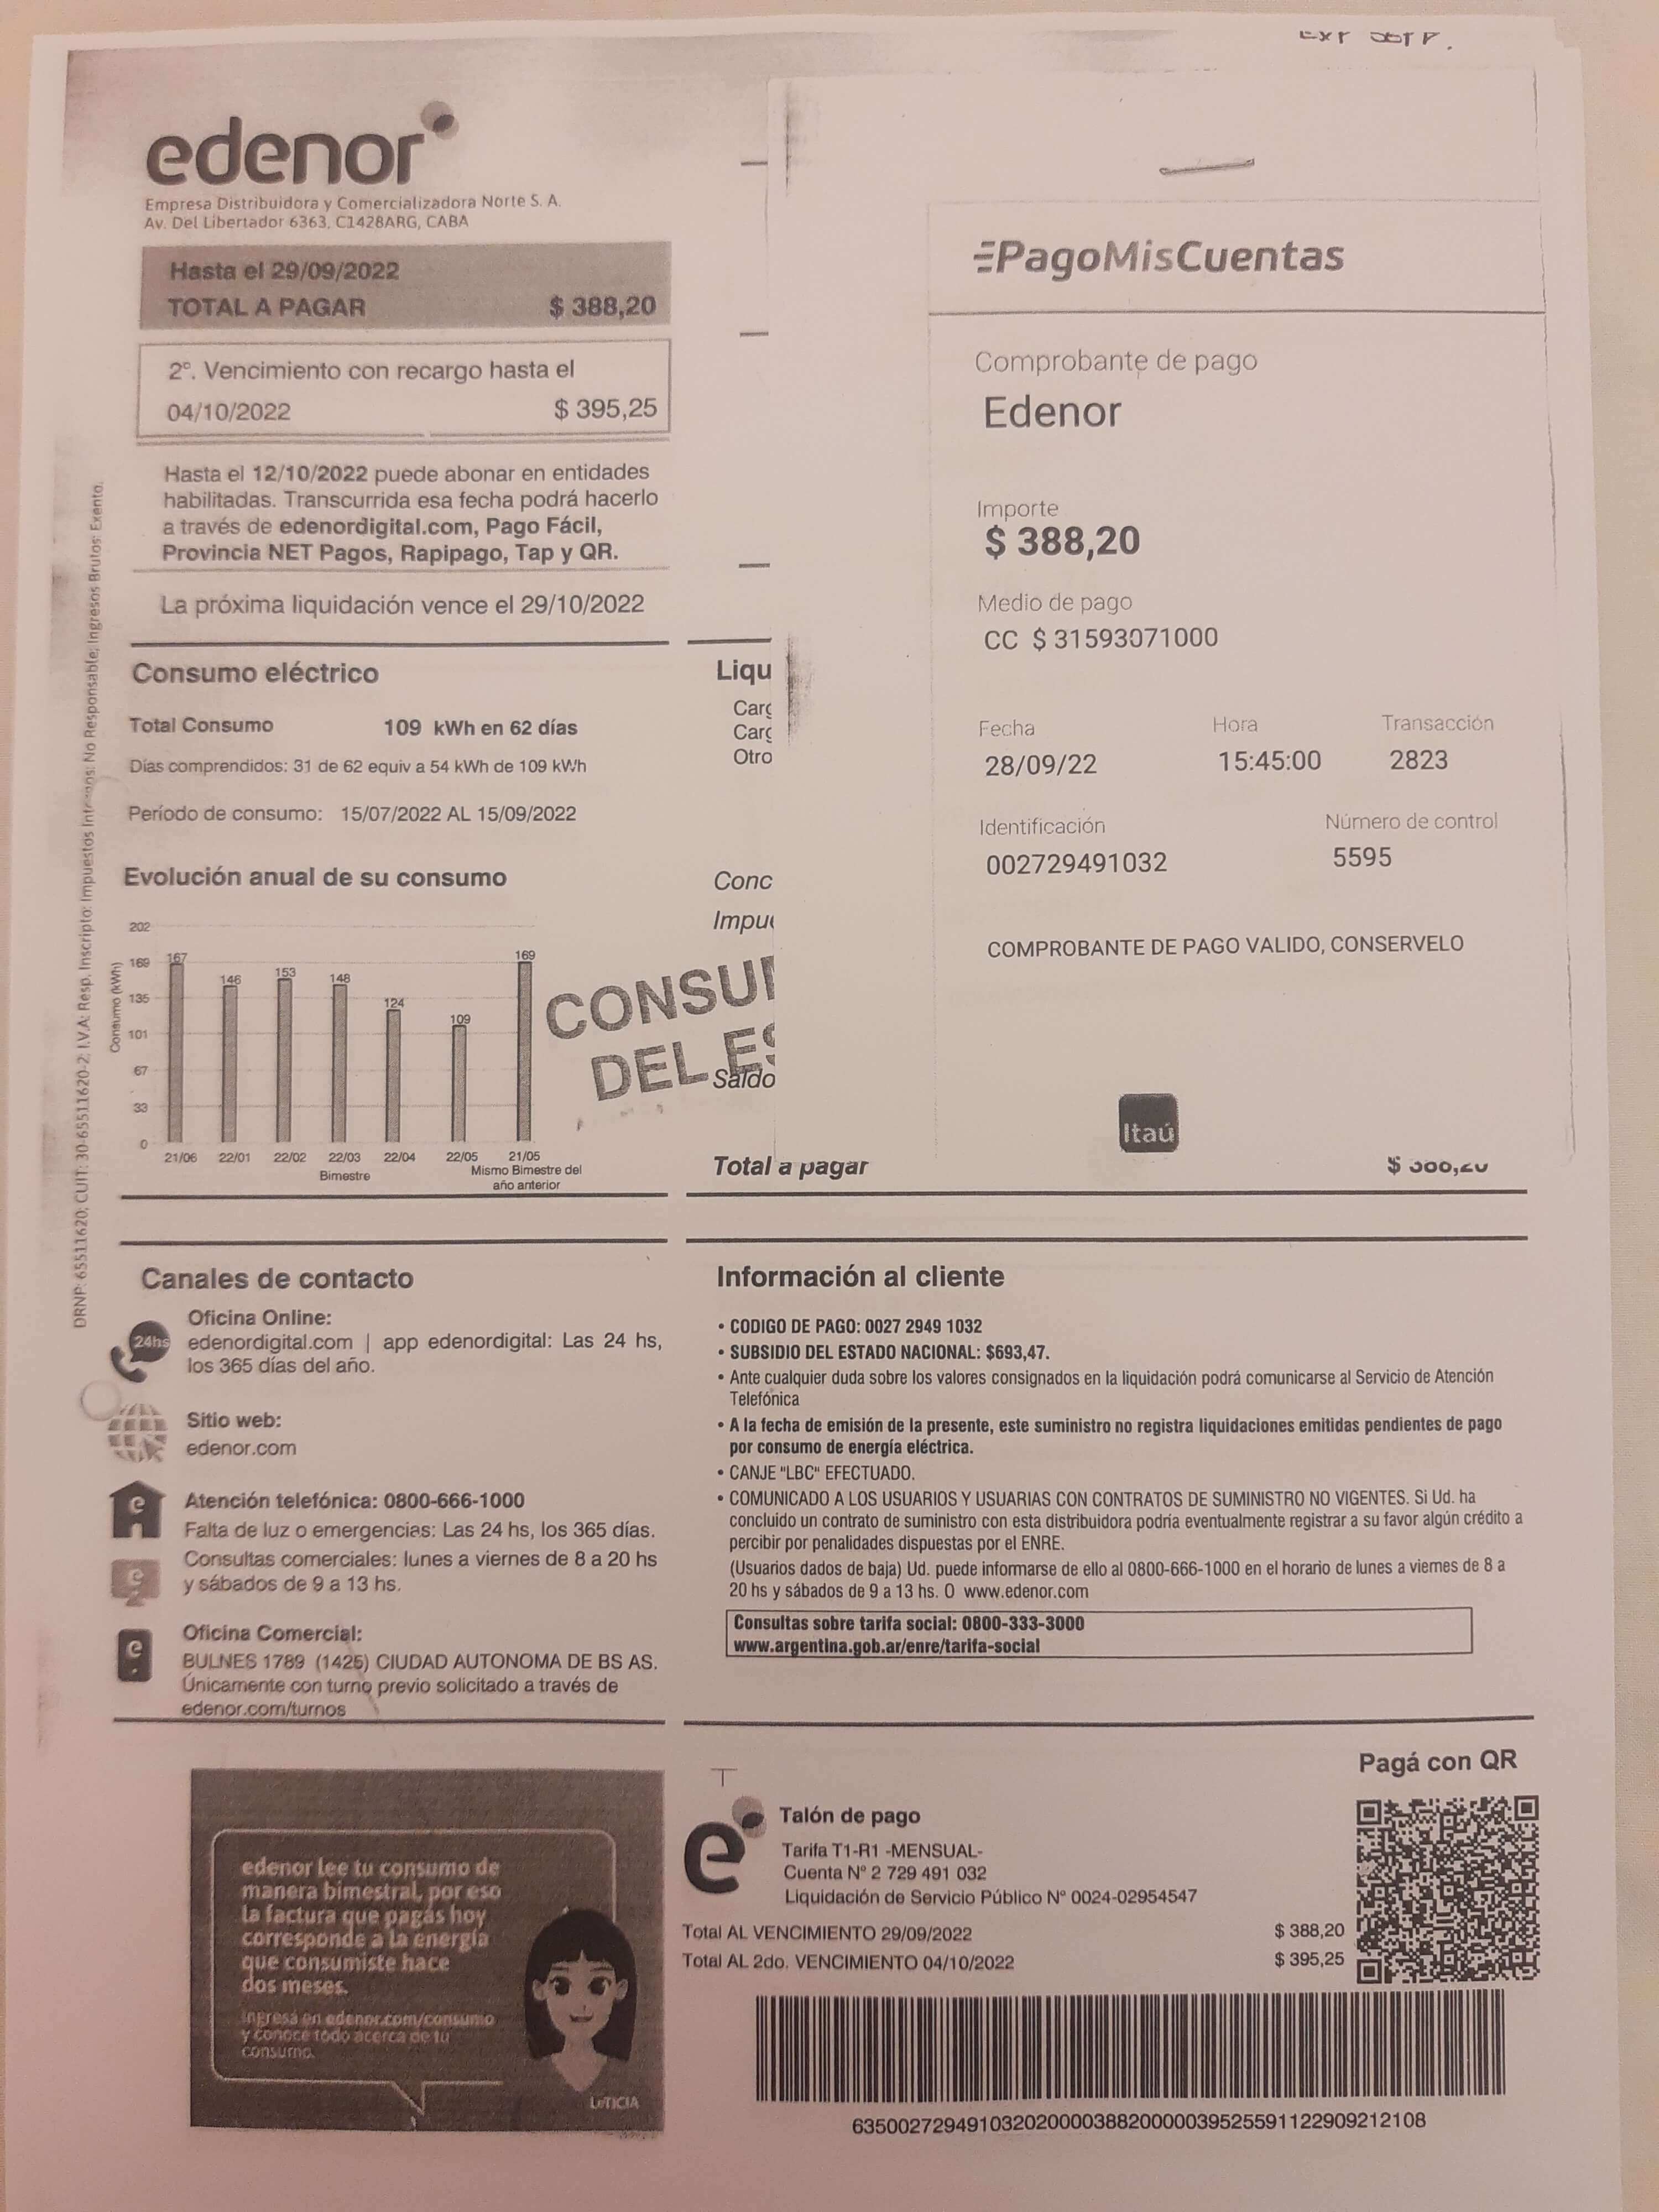 edenor
Empresa Distribuidora y Comercializadora Norte S. A.
Av. Del Libertador 6363, C1428ARG, CABA
Hasta el 29/09/2022
TOTAL A PAGAR $ 388,20
2º. Vencimiento con recargo hasta el
04/10/2022 $ 395,25
Hasta el 12/10/2022 puede abonar en entidades
habilitadas. Transcurrida esa fecha podrá hacerlo
a través de edenordigital.com, Pago Fácil,
Provincia NET Pagos, Rapipago, Tap y QR.
La próxima liquidación vence el 29/10/2022
Consumo eléctrico
Total Consumo 109 kWh en 62 días
Días comprendidos: 31 de 62 equiv a 54 kWh de 109 kWh
Período de consumo: 15/07/2022 AL 15/09/2022
Evolución anual de su consumo
Consumo (kWh)
202
169
135
101
67
33
0
167
146
153
148
124
109
169
21/06 22/01 22/02 22/03 22/04 22/05 21/05
Bimestre
Mismo Bimestre del
año anterior
DRNP: 65511620; CUIT: 30-65511620-2; I.V.A: Resp. Inscripto: Impuestos No Responsable; Ingresos Brutos: Exento.
Liqu
Carg
Carg
Otro
Conc
Impue
CONSU
DEL ES
Saldo
Total a pagar
PagoMisCuentas
Comprobante de pago
Edenor
Importe
$ 388,20
Medio de pago
CC $ 31593071000
Fecha Hora Transacción
28/09/22 15:45:00 2823
Identificación Número de control
002729491032 5595
COMPROBANTE DE PAGO VALIDO, CONSERVELO
Itaú
Canales de contacto
24hs
Oficina Online:
edenordigital.com | app edenordigital: Las 24 hs,
los 365 días del año.
Sitio web:
edenor.com
Atención telefónica: 0800-666-1000
Falta de luz o emergencias: Las 24 hs, los 365 días.
Consultas comerciales: lunes a viernes de 8 a 20 hs
y sábados de 9 a 13 hs.
Oficina Comercial:
BULNES 1789 (1425) CIUDAD AUTONOMA DE BS AS.
Únicamente con turno previo solicitado a través de
edenor.com/turnos
Información al cliente
• CODIGO DE PAGO: 0027 2949 1032
• SUBSIDIO DEL ESTADO NACIONAL: $693,47.
• Ante cualquier duda sobre los valores consignados en la liquidación podrá comunicarse al Servicio de Atención
Telefónica
• A la fecha de emisión de la presente, este suministro no registra liquidaciones emitidas pendientes de pago
por consumo de energía eléctrica.
• CANJE "LBC" EFECTUADO.
• COMUNICADO A LOS USUARIOS Y USUARIAS CON CONTRATOS DE SUMINISTRO NO VIGENTES. Si Ud. ha
concluido un contrato de suministro con esta distribuidora podría eventualmente registrar a su favor algún crédito a
percibir por penalidades dispuestas por el ENRE.
(Usuarios dados de baja) Ud. puede informarse de ello al 0800-666-1000 en el horario de lunes a viernes de 8 a
20 hs y sábados de 9 a 13 hs. O www.edenor.com
Consultas sobre tarifa social: 0800-333-3000
www.argentina.gob.ar/enre/tarifa-social
edenor lee tu consumo de
manera bimestral, por eso
la factura que pagás hoy
corresponde a la energía
que consumiste hace
dos meses.
Ingresá en edenor.com/consumo
y conoce todo acerca de tu
consumo.
LETICIA
Pagá con QR
e
Talón de pago
Tarifa T1-R1 -MENSUAL-
Cuenta Nº 2 729 491 032
Liquidación de Servicio Público Nº 0024-02954547
Total AL VENCIMIENTO 29/09/2022 $ 388,20
Total AL 2do. VENCIMIENTO 04/10/2022 $ 395,25